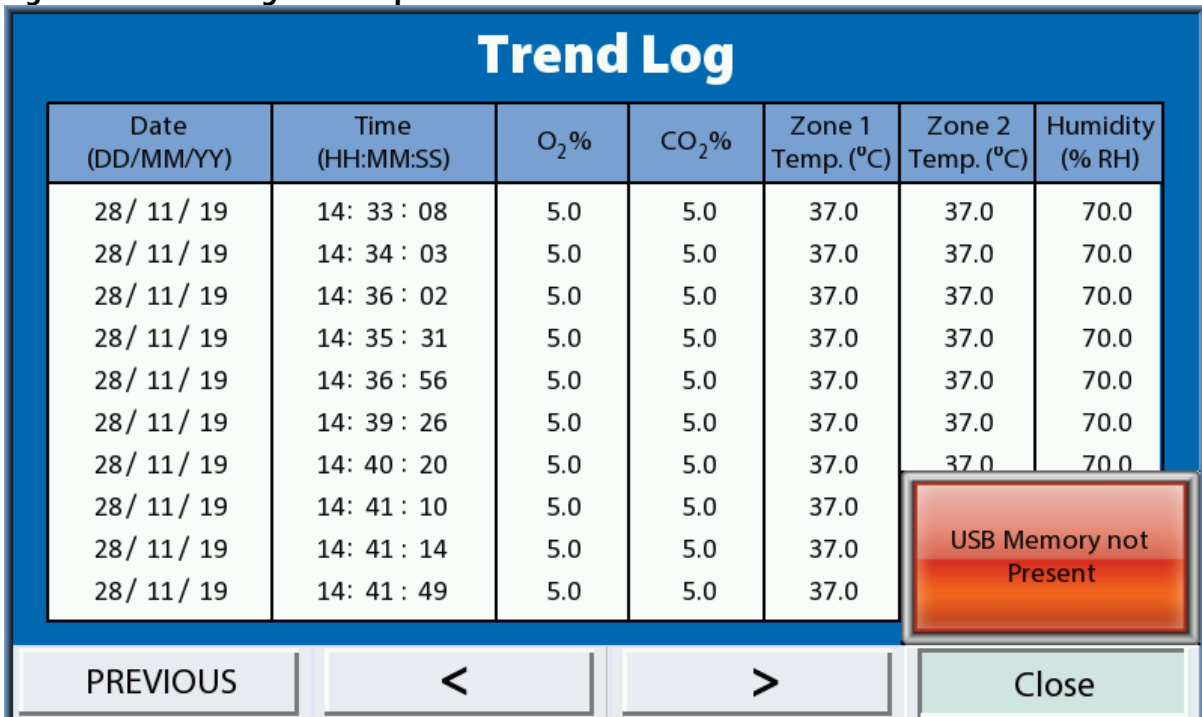 Trend Log
Date (DD/MM/YY) Time (HH:MM:SS) O₂% CO₂% Zone 1 Temp. (⁰C) Zone 2 Temp. (⁰C) Humidity (% RH)
28/ 11/ 19 14: 33 : 08 5.0 5.0 37.0 37.0 70.0
28/ 11/ 19 14: 34 : 03 5.0 5.0 37.0 37.0 70.0
28/ 11/ 19 14: 36 : 02 5.0 5.0 37.0 37.0 70.0
28/ 11/ 19 14: 35 : 31 5.0 5.0 37.0 37.0 70.0
28/ 11/ 19 14: 36 : 56 5.0 5.0 37.0 37.0 70.0
28/ 11/ 19 14: 39 : 26 5.0 5.0 37.0 37.0 70.0
28/ 11/ 19 14: 40 : 20 5.0 5.0 37.0 37.0 70.0
28/ 11/ 19 14: 41 : 10 5.0 5.0 37.0
28/ 11/ 19 14: 41 : 14 5.0 5.0 37.0
28/ 11/ 19 14: 41 : 49 5.0 5.0 37.0
USB Memory not
Present
PREVIOUS < > Close